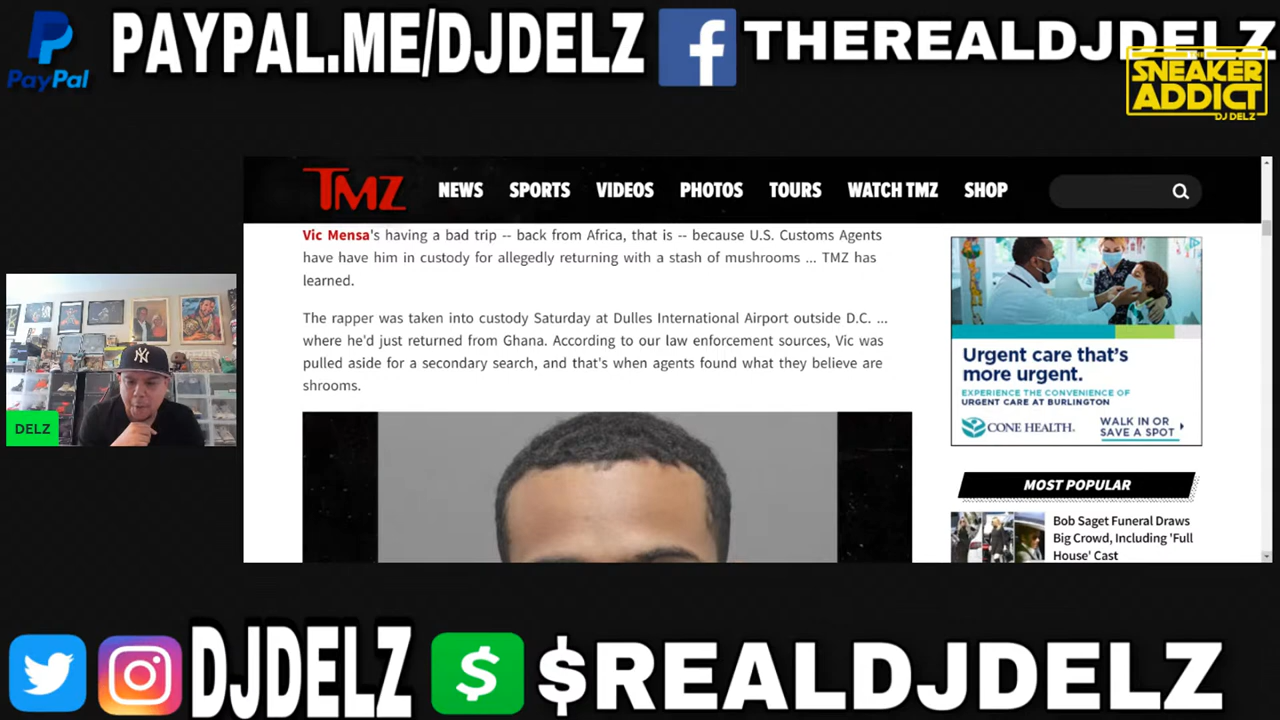 PayPal
PAYPAL.ME/DJDELZ
THEREALDJDELZ
THE
SNEAKER
ADDICT
DJ DELZ
TMZ
NEWS SPORTS VIDEOS PHOTOS TOURS WATCH TMZ SHOP
Vic Mensa's having a bad trip -- back from Africa, that is -- because U.S. Customs Agents
have have him in custody for allegedly returning with a stash of mushrooms ... TMZ has
learned.
The rapper was taken into custody Saturday at Dulles International Airport outside D.C. ...
where he'd just returned from Ghana. According to our law enforcement sources, Vic was
pulled aside for a secondary search, and that's when agents found what they believe are
shrooms.
Urgent care that's
more urgent.
EXPERIENCE THE CONVENIENCE OF
URGENT CARE AT BURLINGTON
CONE HEALTH.
WALK IN OR
SAVE A SPOT
MOST POPULAR
Bob Saget Funeral Draws
Big Crowd, Including 'Full
House' Cast
NY
DELZ
DJDELZ
$REALDJDELZ